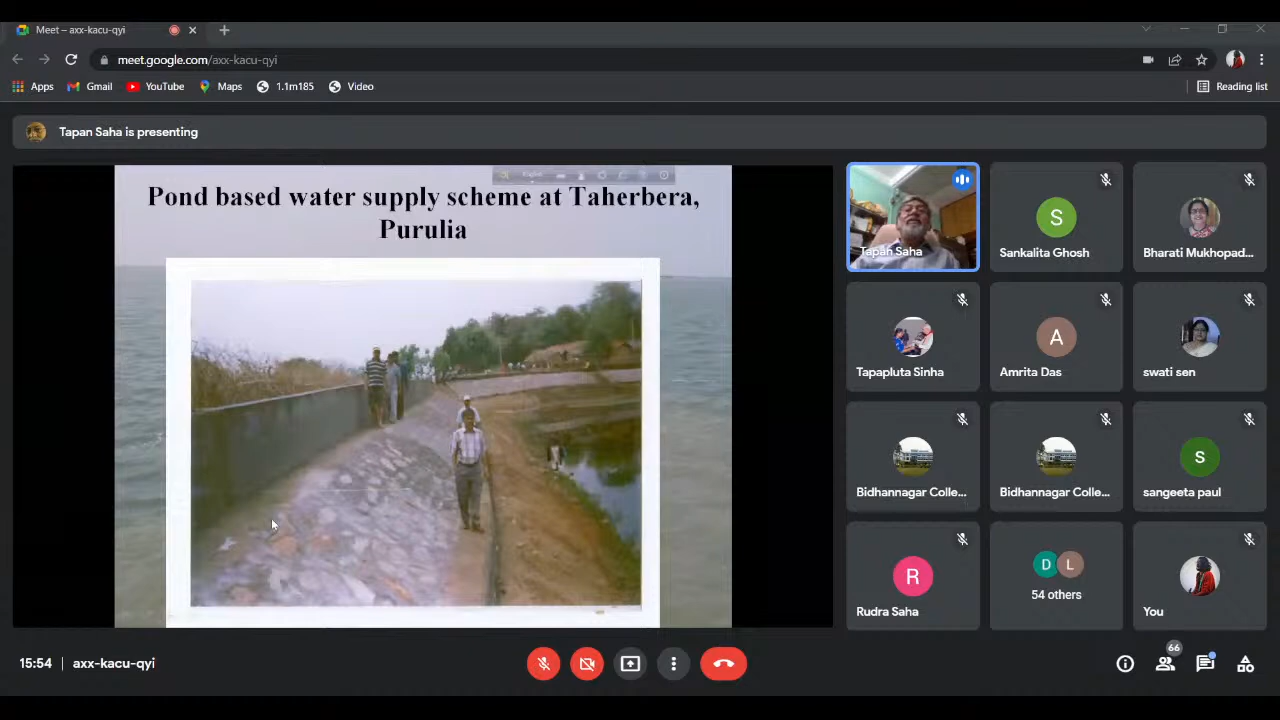 Meet – axx-kacu-qyi
meet.google.com/axx-kacu-qyi
Apps Gmail YouTube Maps 1.1m185 Video Reading list
Tapan Saha is presenting
Pond based water supply scheme at Taherbera,
Purulia
Tapan Saha
Sankalita Ghosh
Bharati Mukhopad...
Tapapluta Sinha
A
Amrita Das
swati sen
S
Bidhannagar Colle...
Bidhannagar Colle...
S
sangeeta paul
R
Rudra Saha
D L
54 others
You
15:54 | axx-kacu-qyi
66